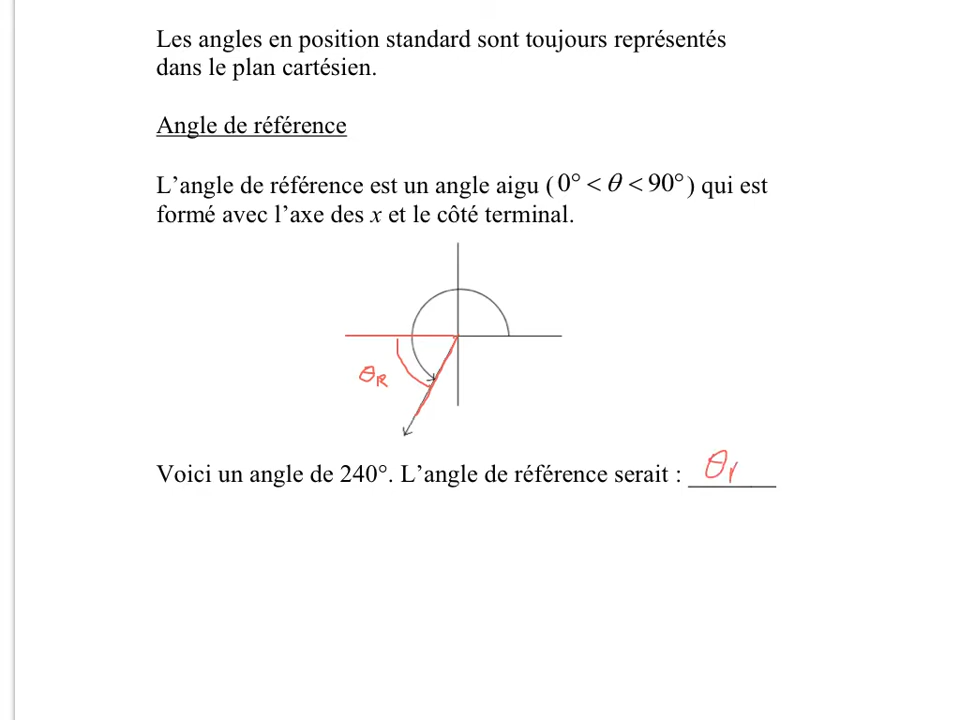 Les angles en position standard sont toujours représentés
dans le plan cartésien.
Angle de référence
L'angle de référence est un angle aigu ( 0° < θ < 90° ) qui est
formé avec l'axe des x et le côté terminal.
θR
Voici un angle de 240°. L'angle de référence serait : θ